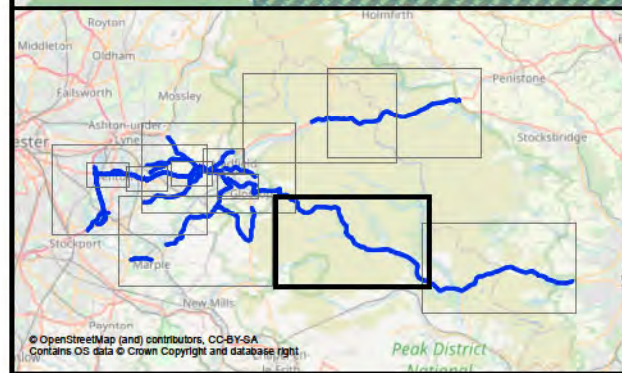 Royton
Holmfirth
Middleton
Oldham
Penistone
Failsworth
Mossley
Ashton-under-
Lyne
Stocksbridge
ester
Stockport
Marple
New Mills
Poynton
© OpenStreetMap (and) contributors, CC-BY-SA
Contains OS data © Crown Copyright and database right
Peak District
National